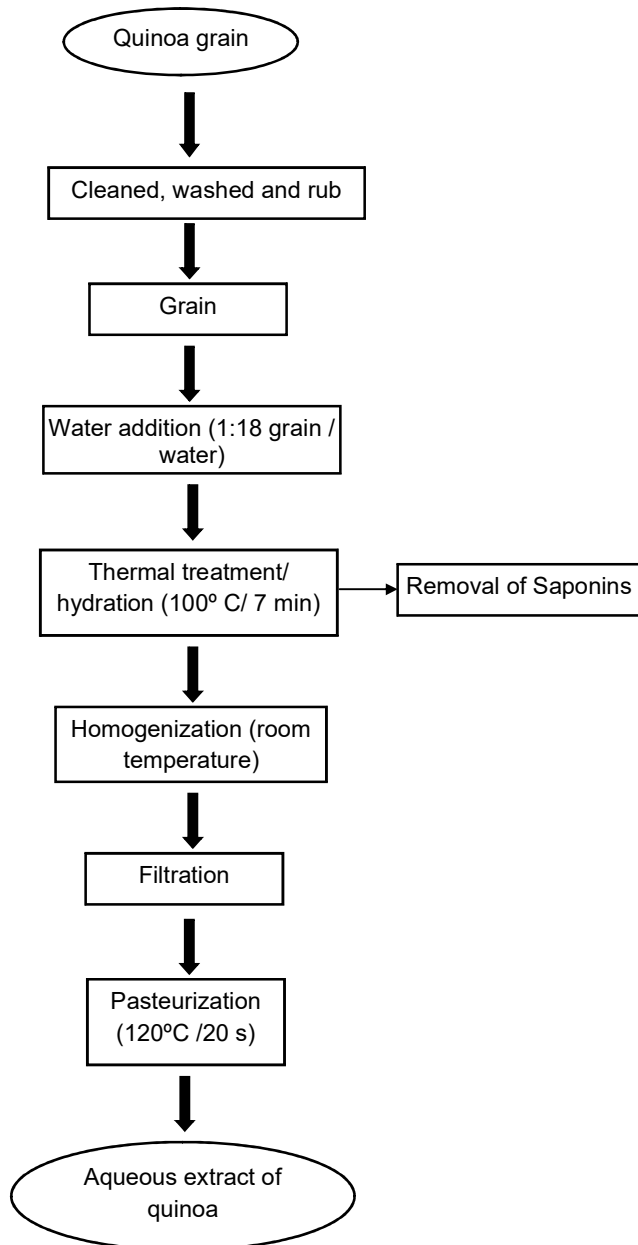 Quinoa grain
Cleaned, washed and rub
Grain
Water addition (1:18 grain /
water)
Thermal treatment/
hydration (100º C/ 7 min)
Removal of Saponins
Homogenization (room
temperature)
Filtration
Pasteurization
(120ºC /20 s)
Aqueous extract of
quinoa